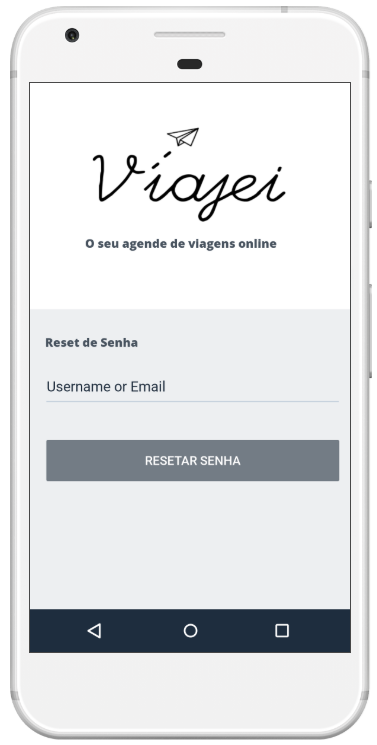 Viajei
O seu agende de viagens online
Reset de Senha
Username or Email
RESETAR SENHA